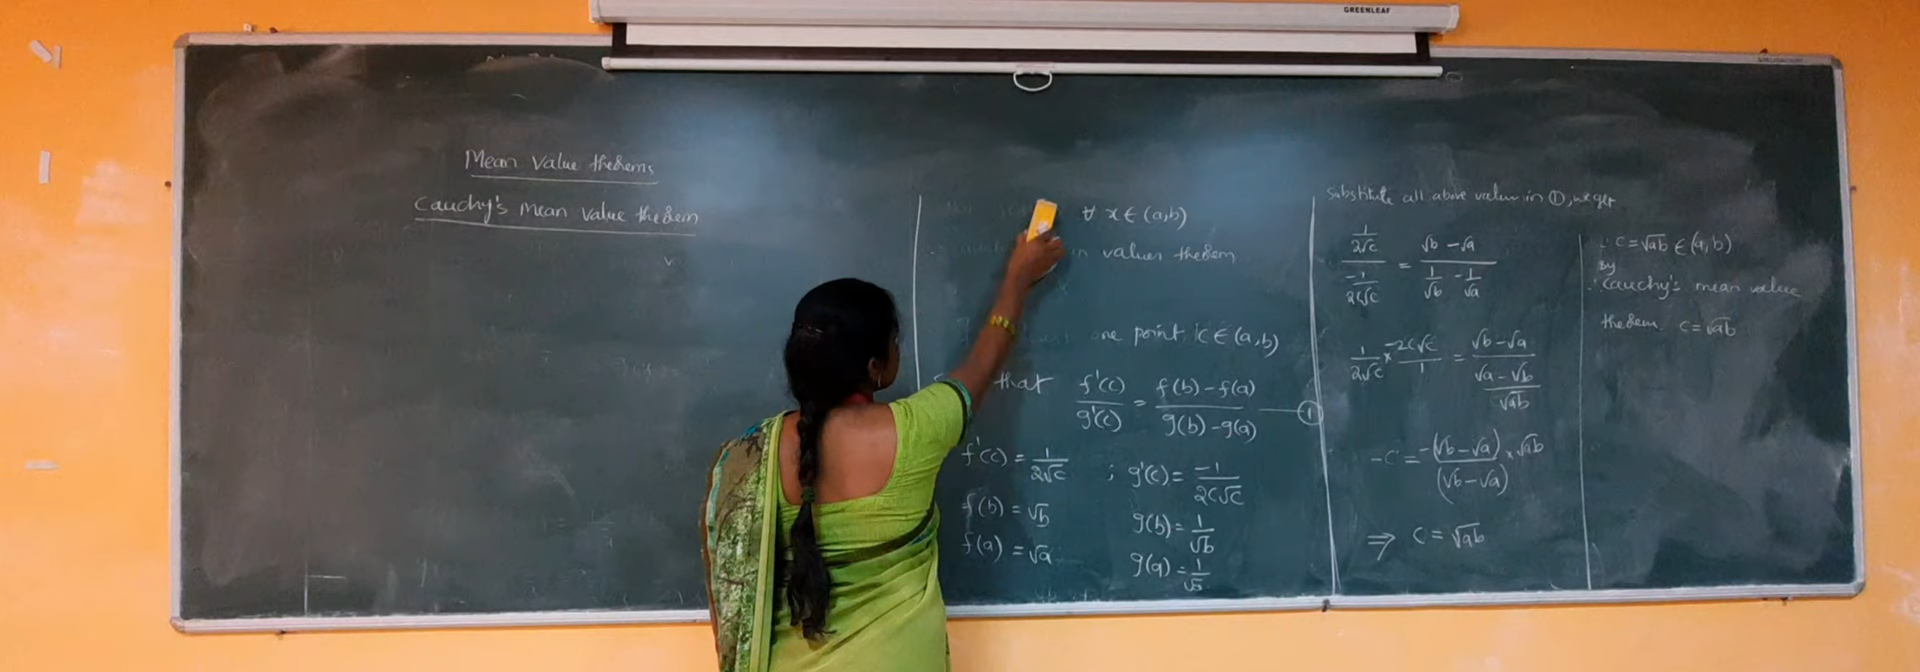 GREENLEAF
Mean value theorems
Cauchy's mean value theorem
∀ x ∈ (a,b)
values theorem
one point c ∈ (a,b)
that f'(c)/g'(c) = (f(b)-f(a))/(g(b)-g(a)) — ①
f'(c) = 1/2√c ; g'(c) = -1/2c√c
f(b) = √b g(b) = 1/√b
f(a) = √a g(a) = 1/√a
Substitute all above values in ①, we get
(1/2√c)/(-1/2c√c) = (√b-√a)/(1/√b - 1/√a)
1/2√c × -2c√c/1 = (√b-√a)/((√a-√b)/√ab)
-c = -(√b-√a)/(√b-√a) × √ab
⇒ c = √ab
∴ c = √ab ∈ (a,b)
by
∴ Cauchy's mean value
theorem c = √ab